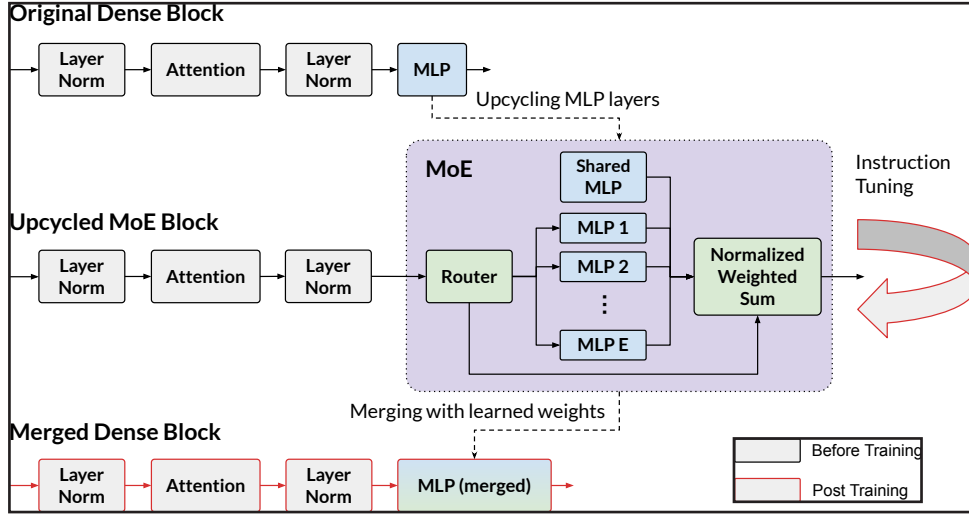 Original Dense Block
Layer
Norm
Attention
Layer
Norm
MLP
Upcycling MLP layers
MoE
Shared
MLP
Instruction
Tuning
Upcycled MoE Block
Layer
Norm
Attention
Layer
Norm
Router
MLP 1
MLP 2
⋮
MLP E
Normalized
Weighted
Sum
Merging with learned weights
Merged Dense Block
Layer
Norm
Attention
Layer
Norm
MLP (merged)
Before Training
Post Training